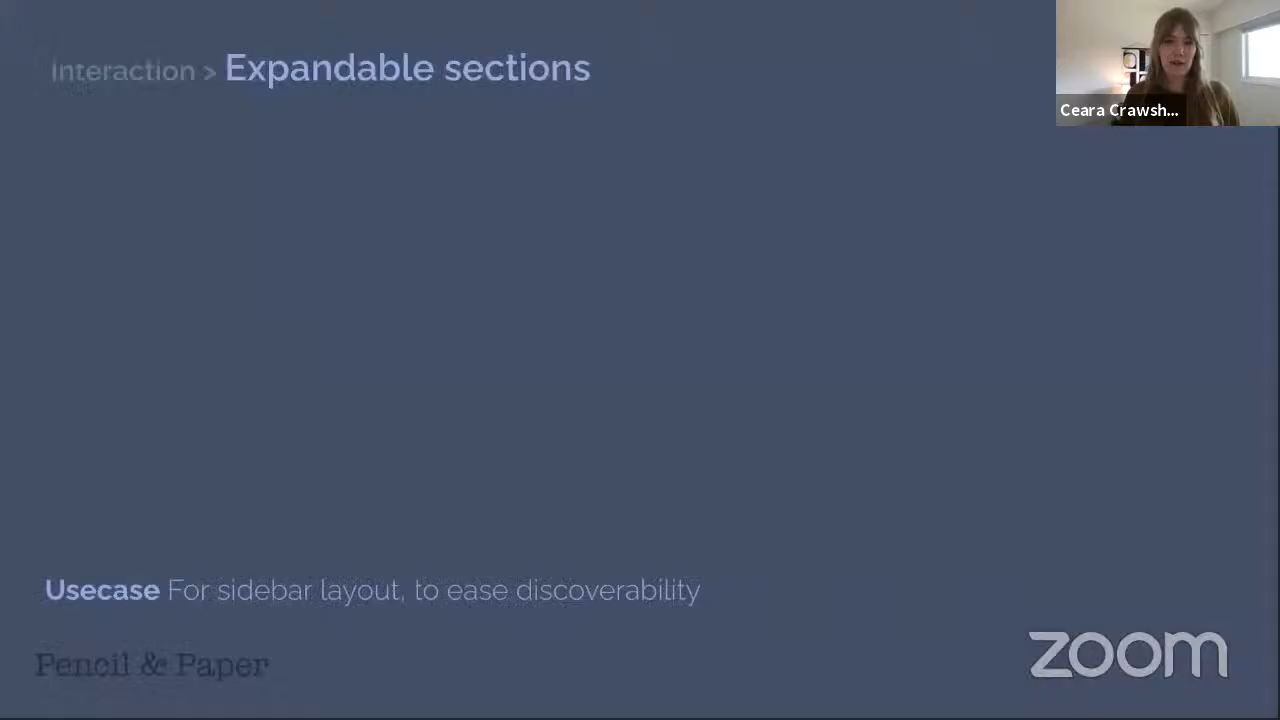 Interaction > Expandable sections
Ceara Crawsh...
Usecase For sidebar layout, to ease discoverability
Pencil & Paper
zoom